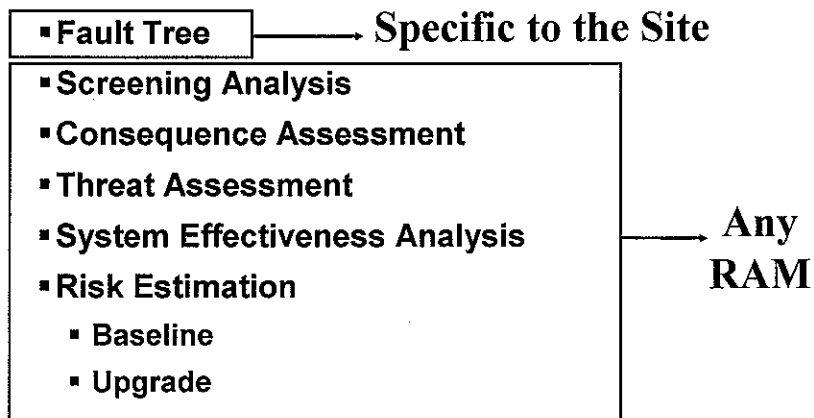 ▪ Fault Tree
Specific to the Site
▪ Screening Analysis
▪ Consequence Assessment
▪ Threat Assessment
▪ System Effectiveness Analysis
▪ Risk Estimation
▪ Baseline
▪ Upgrade
Any
RAM